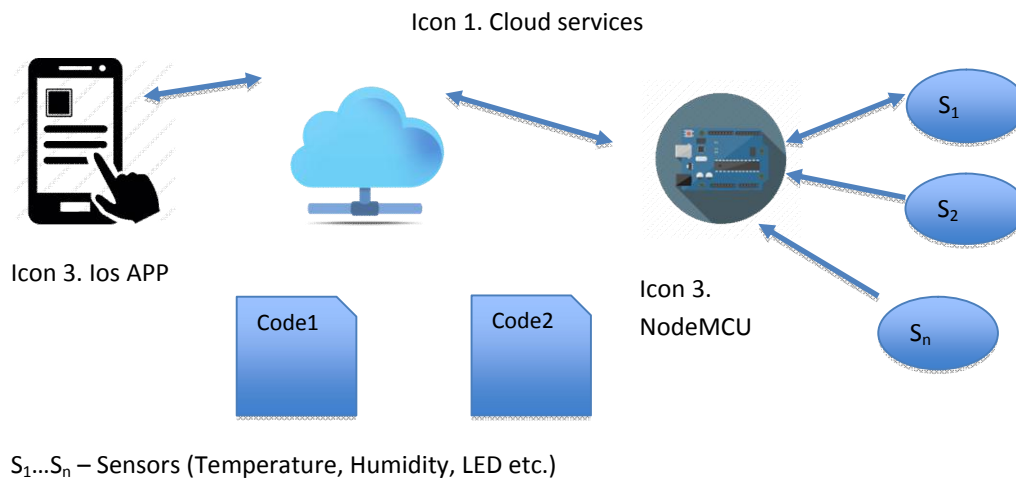 Icon 1. Cloud services
S₁
S₂
Icon 3. Ios APP
Icon 3.
NodeMCU
Code1
Code2
Sₙ
S₁...Sₙ – Sensors (Temperature, Humidity, LED etc.)